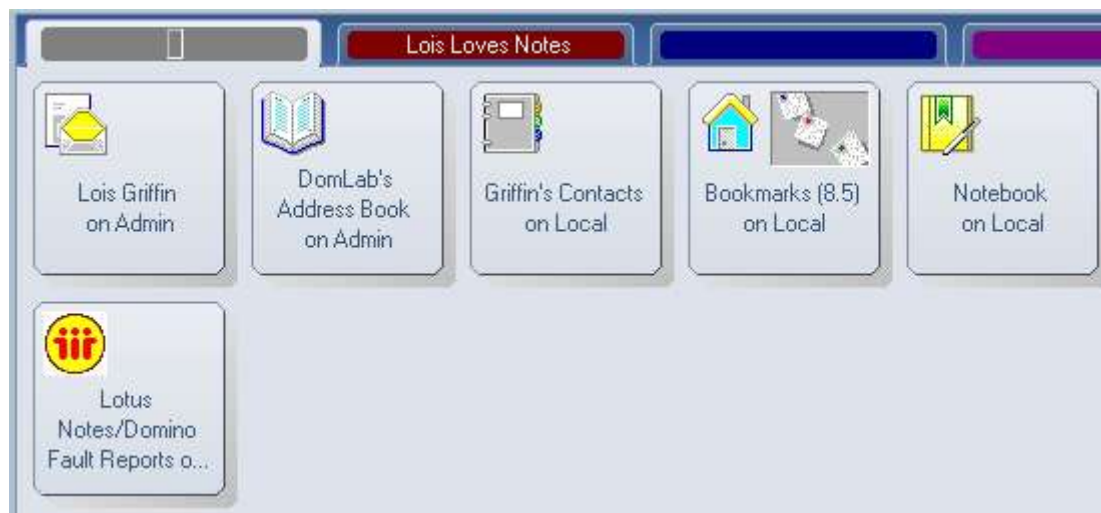 Lois Loves Notes
Lois Griffin
on Admin
DomLab's
Address Book
on Admin
Griffin's Contacts
on Local
Bookmarks (8.5)
on Local
Notebook
on Local
Lotus
Notes/Domino
Fault Reports o...